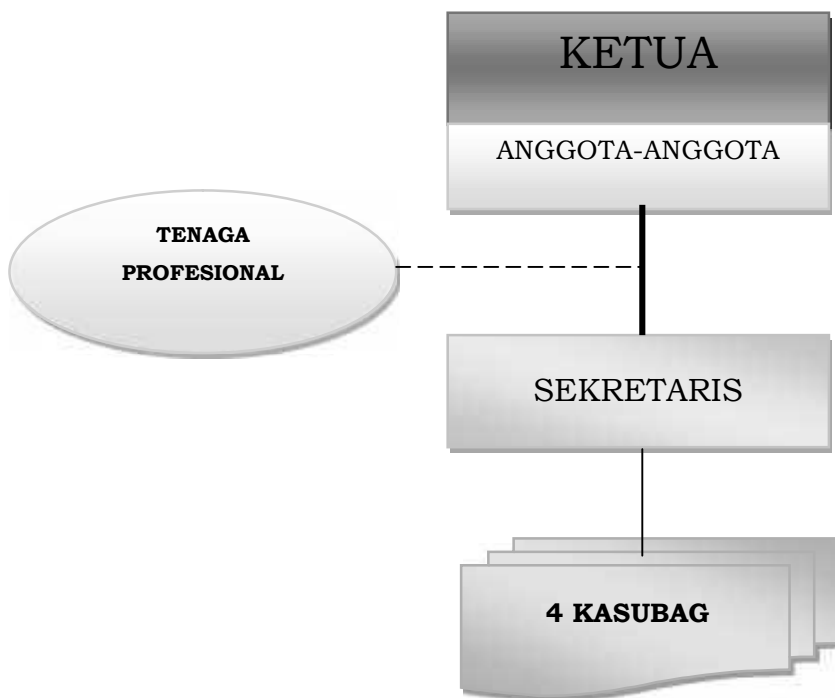 KETUA
ANGGOTA-ANGGOTA
TENAGA
PROFESIONAL
SEKRETARIS
4 KASUBAG